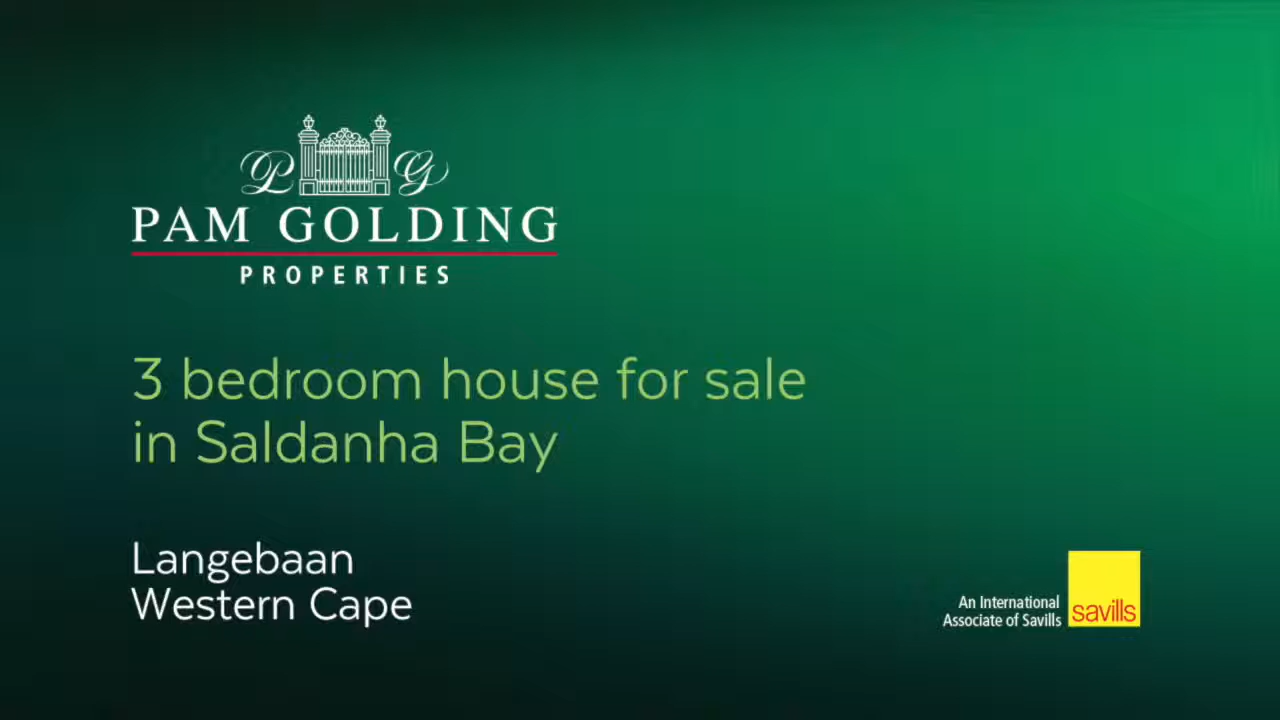 P G
PAM GOLDING
PROPERTIES
3 bedroom house for sale
in Saldanha Bay
Langebaan
Western Cape
An International
Associate of Savills
savills